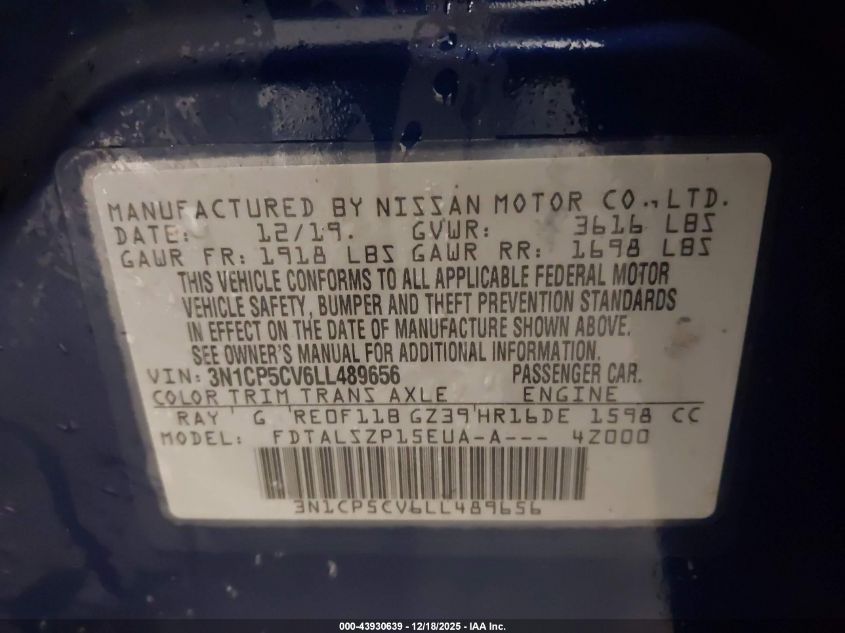 MANUFACTURED BY NISSAN MOTOR CO., LTD.
DATE: 12/19. GVWR: 3616 LBS
GAWR FR: 1918 LBS GAWR RR: 1698 LBS
THIS VEHICLE CONFORMS TO ALL APPLICABLE FEDERAL MOTOR
VEHICLE SAFETY, BUMPER AND THEFT PREVENTION STANDARDS
IN EFFECT ON THE DATE OF MANUFACTURE SHOWN ABOVE.
SEE OWNER'S MANUAL FOR ADDITIONAL INFORMATION.
VIN: 3N1CP5CV6LL489656 PASSENGER CAR.
COLOR TRIM TRANS AXLE ENGINE
RAY G RE0F11B GZ39 HR16DE 1598 CC
MODEL: FDTALSZP15EUA-A--- 4Z000
3N1CP5CV6LL489656
000-43930639 - 12/18/2025 - IAA Inc.